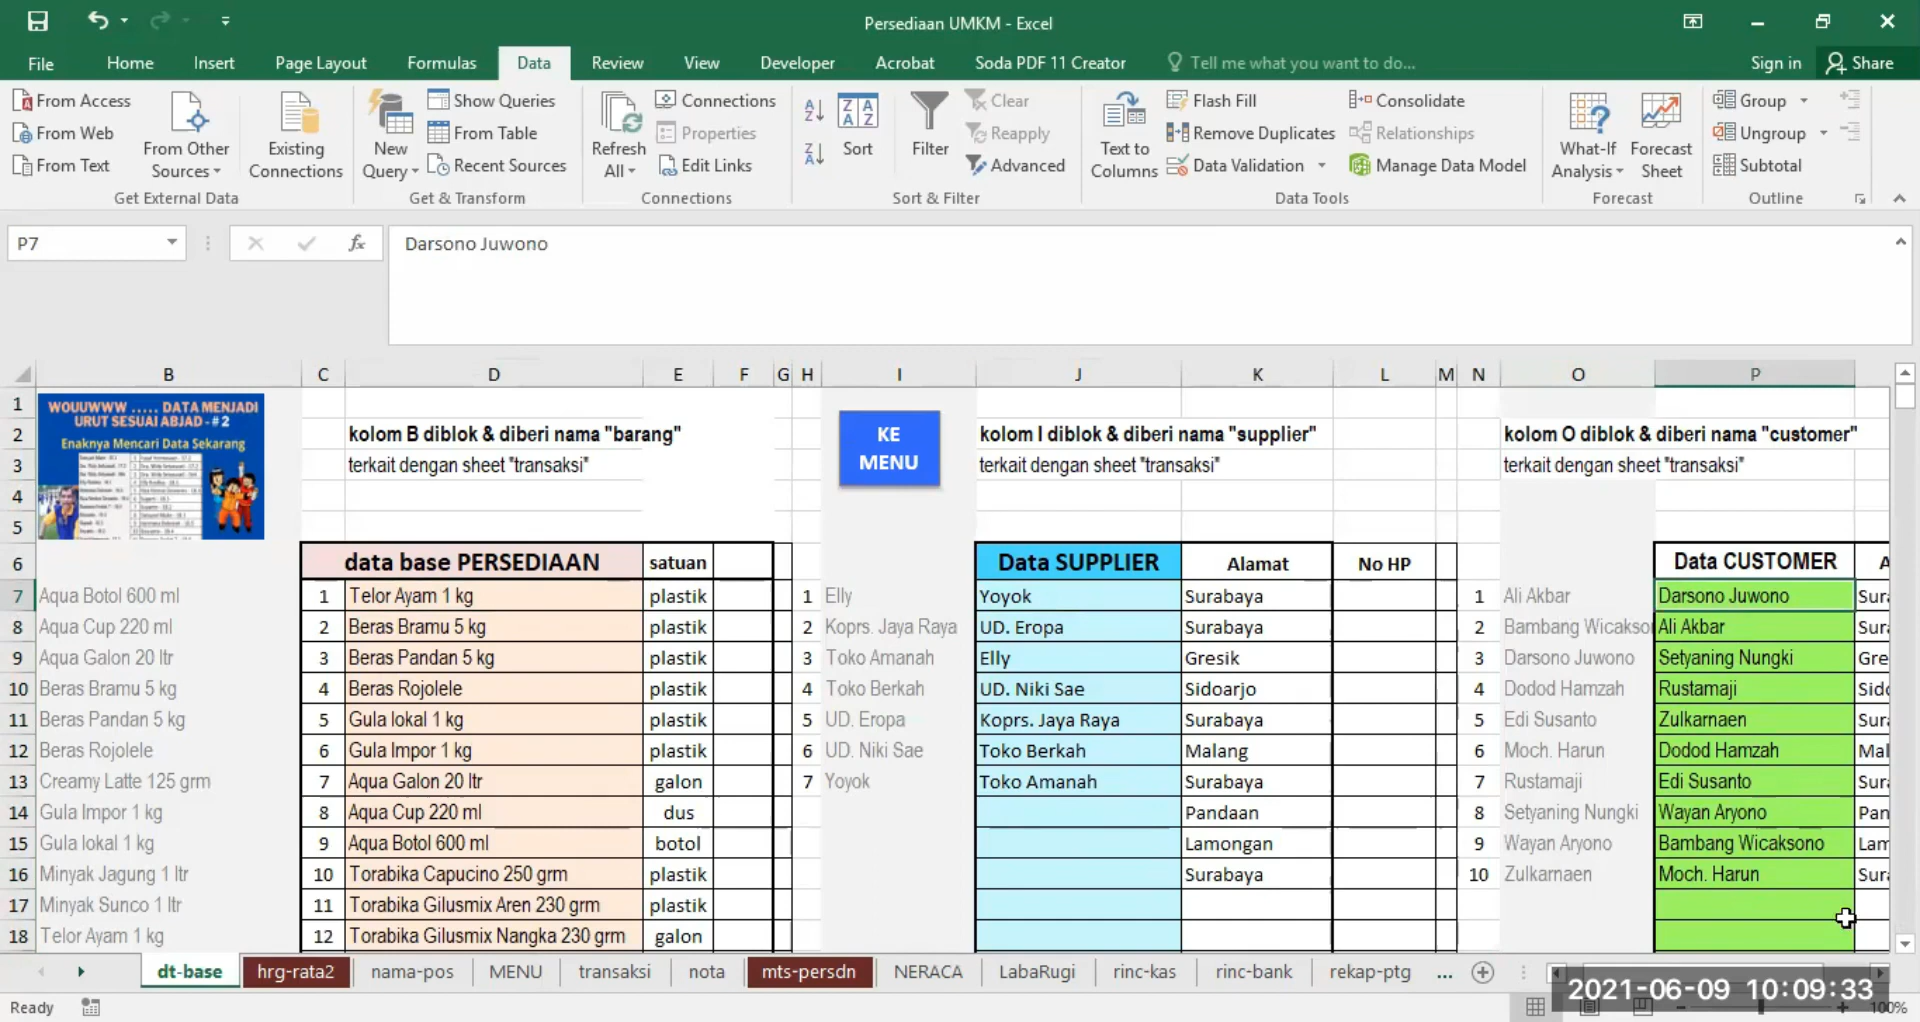 Persediaan UMKM - Excel
File Home Insert Page Layout Formulas Data Review View Developer Acrobat Soda PDF 11 Creator Tell me what you want to do... Sign in Share
From Access
From Web
From Text
From Other Sources
Existing Connections
Get External Data
New Query
Show Queries
From Table
Recent Sources
Get & Transform
Refresh All
Connections
Properties
Edit Links
Connections
Sort
Filter
Clear
Reapply
Advanced
Sort & Filter
Text to Columns
Flash Fill
Remove Duplicates
Data Validation
Consolidate
Relationships
Manage Data Model
Data Tools
What-If Analysis
Forecast Sheet
Forecast
Group
Ungroup
Subtotal
Outline
P7 fx Darsono Juwono
B C D E F G H I J K L M N O P
1
2 kolom B diblok & diberi nama "barang" kolom I diblok & diberi nama "supplier" kolom O diblok & diberi nama "customer"
3 terkait dengan sheet "transaksi" terkait dengan sheet "transaksi" terkait dengan sheet "transaksi"
4
5
WOUUWWW ..... DATA MENJADI
URUT SESUAI ABJAD - #2
Enaknya Mencari Data Sekarang
KE
MENU
6 data base PERSEDIAAN satuan Data SUPPLIER Alamat No HP Data CUSTOMER A
7 Aqua Botol 600 ml 1 Telor Ayam 1 kg plastik 1 Elly Yoyok Surabaya 1 Ali Akbar Darsono Juwono Sura
8 Aqua Cup 220 ml 2 Beras Bramu 5 kg plastik 2 Koprs. Jaya Raya UD. Eropa Surabaya 2 Bambang Wicakso Ali Akbar Sura
9 Aqua Galon 20 ltr 3 Beras Pandan 5 kg plastik 3 Toko Amanah Elly Gresik 3 Darsono Juwono Setyaning Nungki Gre
10 Beras Bramu 5 kg 4 Beras Rojolele plastik 4 Toko Berkah UD. Niki Sae Sidoarjo 4 Dodod Hamzah Rustamaji Sido
11 Beras Pandan 5 kg 5 Gula lokal 1 kg plastik 5 UD. Eropa Koprs. Jaya Raya Surabaya 5 Edi Susanto Zulkarnaen Sura
12 Beras Rojolele 6 Gula Impor 1 kg plastik 6 UD. Niki Sae Toko Berkah Malang 6 Moch. Harun Dodod Hamzah Mal
13 Creamy Latte 125 grm 7 Aqua Galon 20 ltr galon 7 Yoyok Toko Amanah Surabaya 7 Rustamaji Edi Susanto Sura
14 Gula Impor 1 kg 8 Aqua Cup 220 ml dus Pandaan 8 Setyaning Nungki Wayan Aryono Pan
15 Gula lokal 1 kg 9 Aqua Botol 600 ml botol Lamongan 9 Wayan Aryono Bambang Wicaksono Lam
16 Minyak Jagung 1 ltr 10 Torabika Capucino 250 grm plastik Surabaya 10 Zulkarnaen Moch. Harun Sura
17 Minyak Sunco 1 ltr 11 Torabika Gilusmix Aren 230 grm plastik
18 Telor Ayam 1 kg 12 Torabika Gilusmix Nangka 230 grm galon
dt-base hrg-rata2 nama-pos MENU transaksi nota mts-persdn NERACA LabaRugi rinc-kas rinc-bank rekap-ptg ...
2021-06-09 10:09:33
Ready 100%